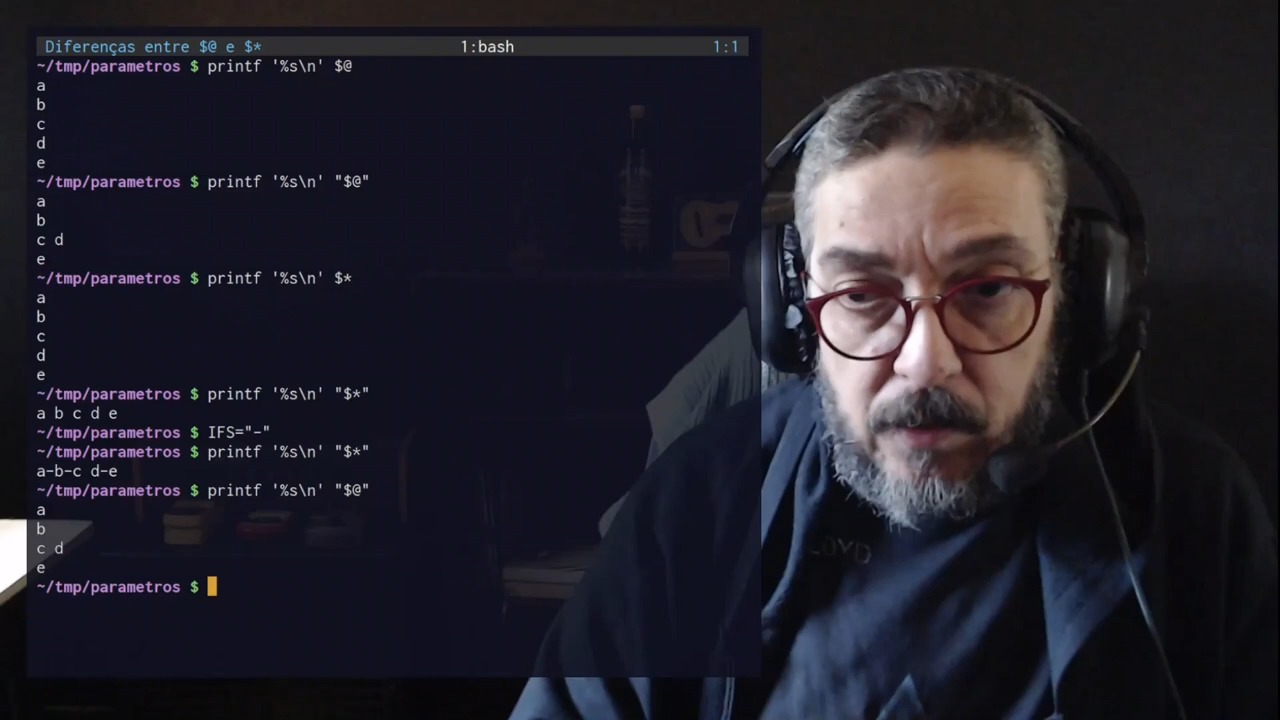 Diferenças entre $@ e $* 1:bash 1:1
~/tmp/parametros $ printf '%s\n' $@
a
b
c
d
e
~/tmp/parametros $ printf '%s\n' "$@"
a
b
c d
e
~/tmp/parametros $ printf '%s\n' $*
a
b
c
d
e
~/tmp/parametros $ printf '%s\n' "$*"
a b c d e
~/tmp/parametros $ IFS="-"
~/tmp/parametros $ printf '%s\n' "$*"
a-b-c d-e
~/tmp/parametros $ printf '%s\n' "$@"
a
b
c d
e
~/tmp/parametros $